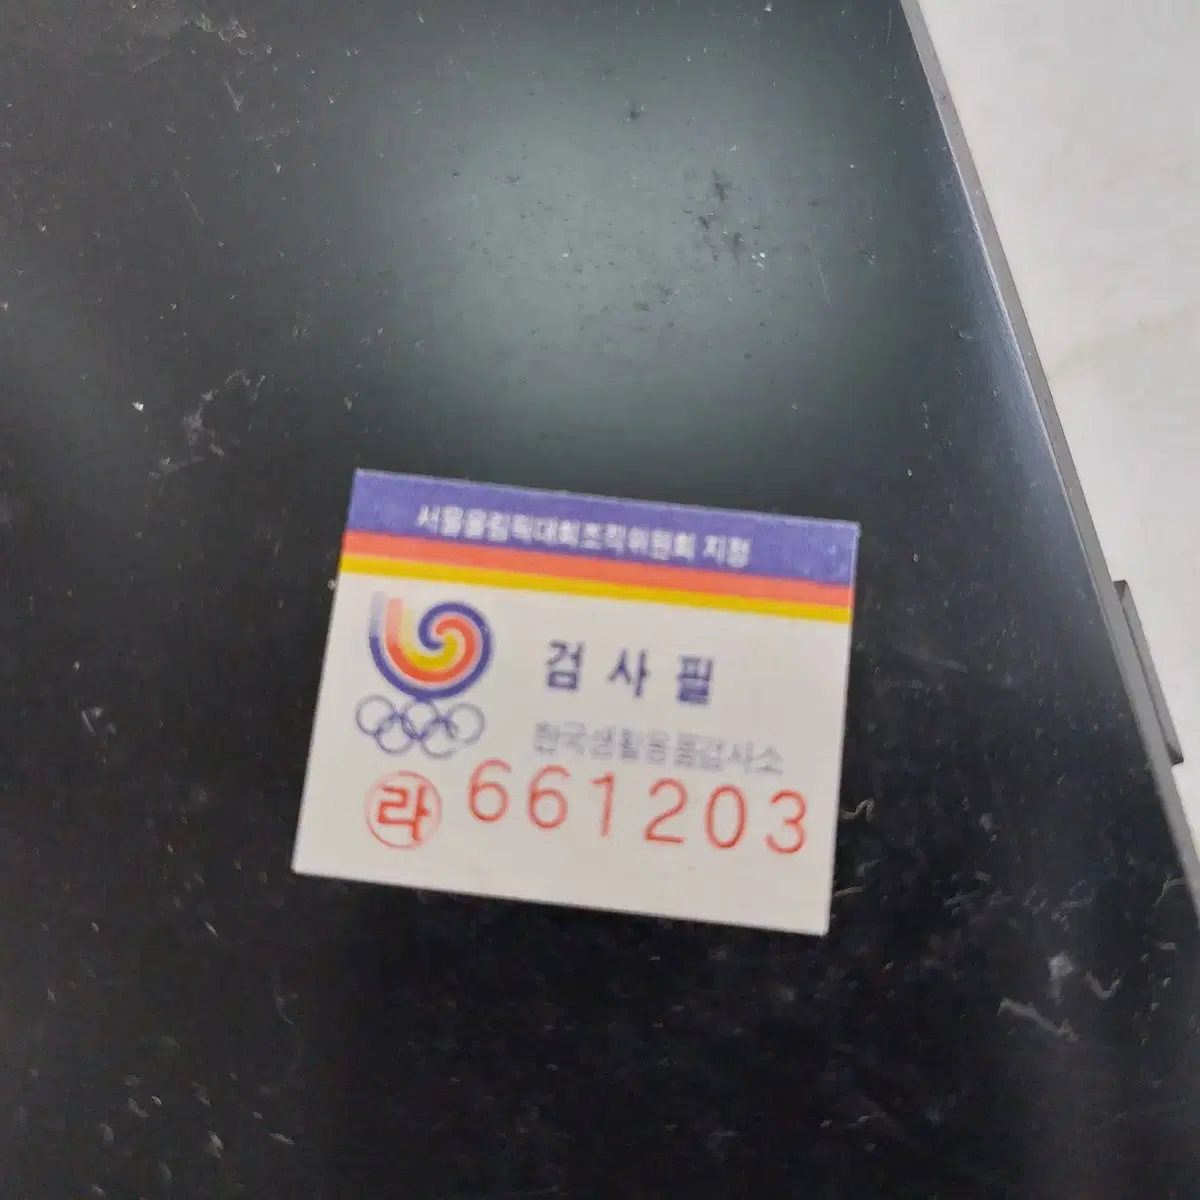 서울올림픽대회조직위원회 지정
검사필
한국생활용품검사소
라 661203